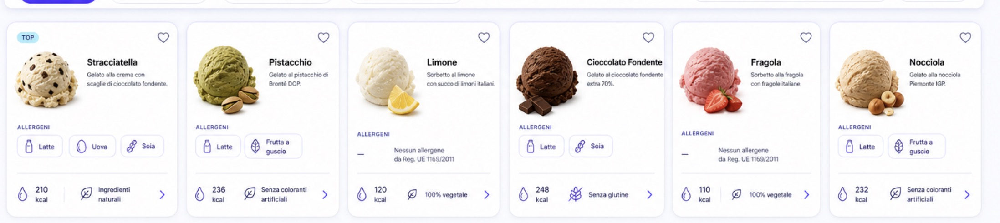 TOP
Stracciatella
Gelato alla crema con
scaglie di cioccolato fondente.
ALLERGENI
Latte
Uova
Soia
210
kcal
Ingredienti
naturali
Pistacchio
Gelato al pistacchio di
Bronté DOP.
ALLERGENI
Latte
Frutta a
guscio
236
kcal
Senza coloranti
artificiali
Limone
Sorbetto al limone
con succo di limoni italiani.
ALLERGENI
—
Nessun allergene
da Reg. UE 1169/2011
120
kcal
100% vegetale
Cioccolato Fondente
Gelato al cioccolato fondente
extra 70%.
ALLERGENI
Latte
Soia
248
kcal
Senza glutine
Fragola
Sorbetto alla fragola
con fragole italiane.
ALLERGENI
—
Nessun allergene
da Reg. UE 1169/2011
110
kcal
100% vegetale
Nocciola
Gelato alla nocciola
Piemonte IGP.
ALLERGENI
Latte
Frutta a
guscio
232
kcal
Senza coloranti
artificiali